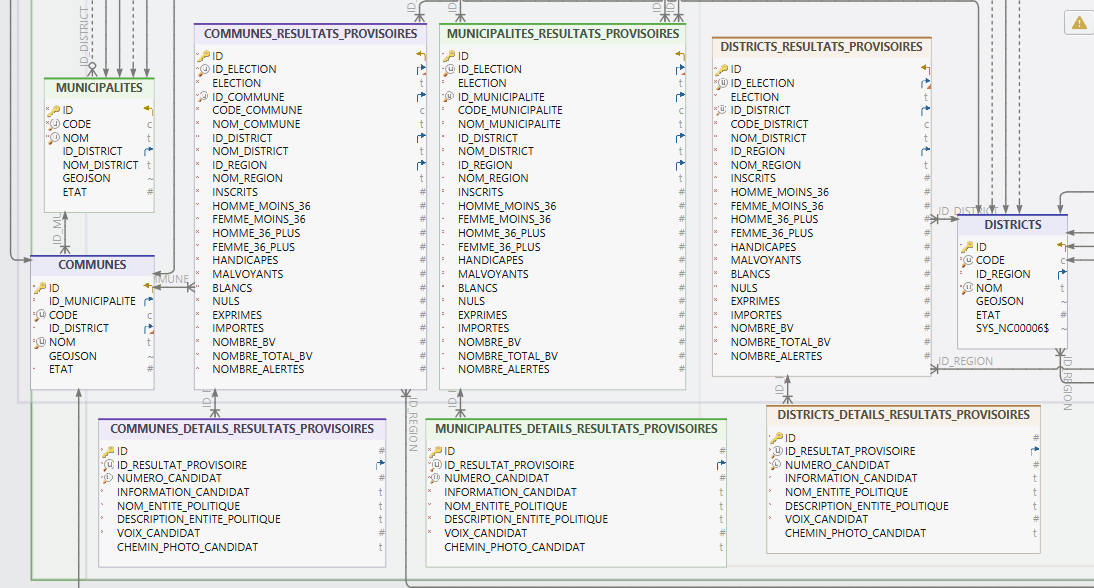 MUNICIPALITES
ID
CODE
NOM
ID_DISTRICT
NOM_DISTRICT
GEOJSON
ETAT
COMMUNES
ID
ID_MUNICIPALITE
CODE
ID_DISTRICT
NOM
GEOJSON
ETAT
COMMUNES_RESULTATS_PROVISOIRES
ID
ID_ELECTION
ELECTION
ID_COMMUNE
CODE_COMMUNE
NOM_COMMUNE
ID_DISTRICT
NOM_DISTRICT
ID_REGION
NOM_REGION
INSCRITS
HOMME_MOINS_36
FEMME_MOINS_36
HOMME_36_PLUS
FEMME_36_PLUS
HANDICAPES
MALVOYANTS
BLANCS
NULS
EXPRIMES
IMPORTES
NOMBRE_BV
NOMBRE_TOTAL_BV
NOMBRE_ALERTES
MUNICIPALITES_RESULTATS_PROVISOIRES
ID
ID_ELECTION
ELECTION
ID_MUNICIPALITE
CODE_MUNICIPALITE
NOM_MUNICIPALITE
ID_DISTRICT
NOM_DISTRICT
ID_REGION
NOM_REGION
INSCRITS
HOMME_MOINS_36
FEMME_MOINS_36
HOMME_36_PLUS
FEMME_36_PLUS
HANDICAPES
MALVOYANTS
BLANCS
NULS
EXPRIMES
IMPORTES
NOMBRE_BV
NOMBRE_TOTAL_BV
NOMBRE_ALERTES
DISTRICTS_RESULTATS_PROVISOIRES
ID
ID_ELECTION
ELECTION
ID_DISTRICT
CODE_DISTRICT
NOM_DISTRICT
ID_REGION
NOM_REGION
INSCRITS
HOMME_MOINS_36
FEMME_MOINS_36
HOMME_36_PLUS
FEMME_36_PLUS
HANDICAPES
MALVOYANTS
BLANCS
NULS
EXPRIMES
IMPORTES
NOMBRE_BV
NOMBRE_TOTAL_BV
NOMBRE_ALERTES
DISTRICTS
ID
CODE
ID_REGION
NOM
GEOJSON
ETAT
SYS_NC00006$
COMMUNES_DETAILS_RESULTATS_PROVISOIRES
ID
ID_RESULTAT_PROVISOIRE
NUMERO_CANDIDAT
INFORMATION_CANDIDAT
NOM_ENTITE_POLITIQUE
DESCRIPTION_ENTITE_POLITIQUE
VOIX_CANDIDAT
CHEMIN_PHOTO_CANDIDAT
MUNICIPALITES_DETAILS_RESULTATS_PROVISOIRES
ID
ID_RESULTAT_PROVISOIRE
NUMERO_CANDIDAT
INFORMATION_CANDIDAT
NOM_ENTITE_POLITIQUE
DESCRIPTION_ENTITE_POLITIQUE
VOIX_CANDIDAT
CHEMIN_PHOTO_CANDIDAT
DISTRICTS_DETAILS_RESULTATS_PROVISOIRES
ID
ID_RESULTAT_PROVISOIRE
NUMERO_CANDIDAT
INFORMATION_CANDIDAT
NOM_ENTITE_POLITIQUE
DESCRIPTION_ENTITE_POLITIQUE
VOIX_CANDIDAT
CHEMIN_PHOTO_CANDIDAT
ID_DISTRICT
ID_REGION
ID_REGION
ID_DISTRICT
ID_REGION